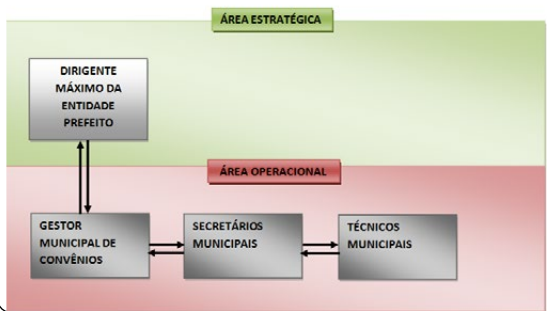 ÁREA ESTRATÉGICA
DIRIGENTE
MÁXIMO DA
ENTIDADE
PREFEITO
ÁREA OPERACIONAL
GESTOR
MUNICIPAL DE
CONVÊNIOS
SECRETÁRIOS
MUNICIPAIS
TÉCNICOS
MUNICIPAIS